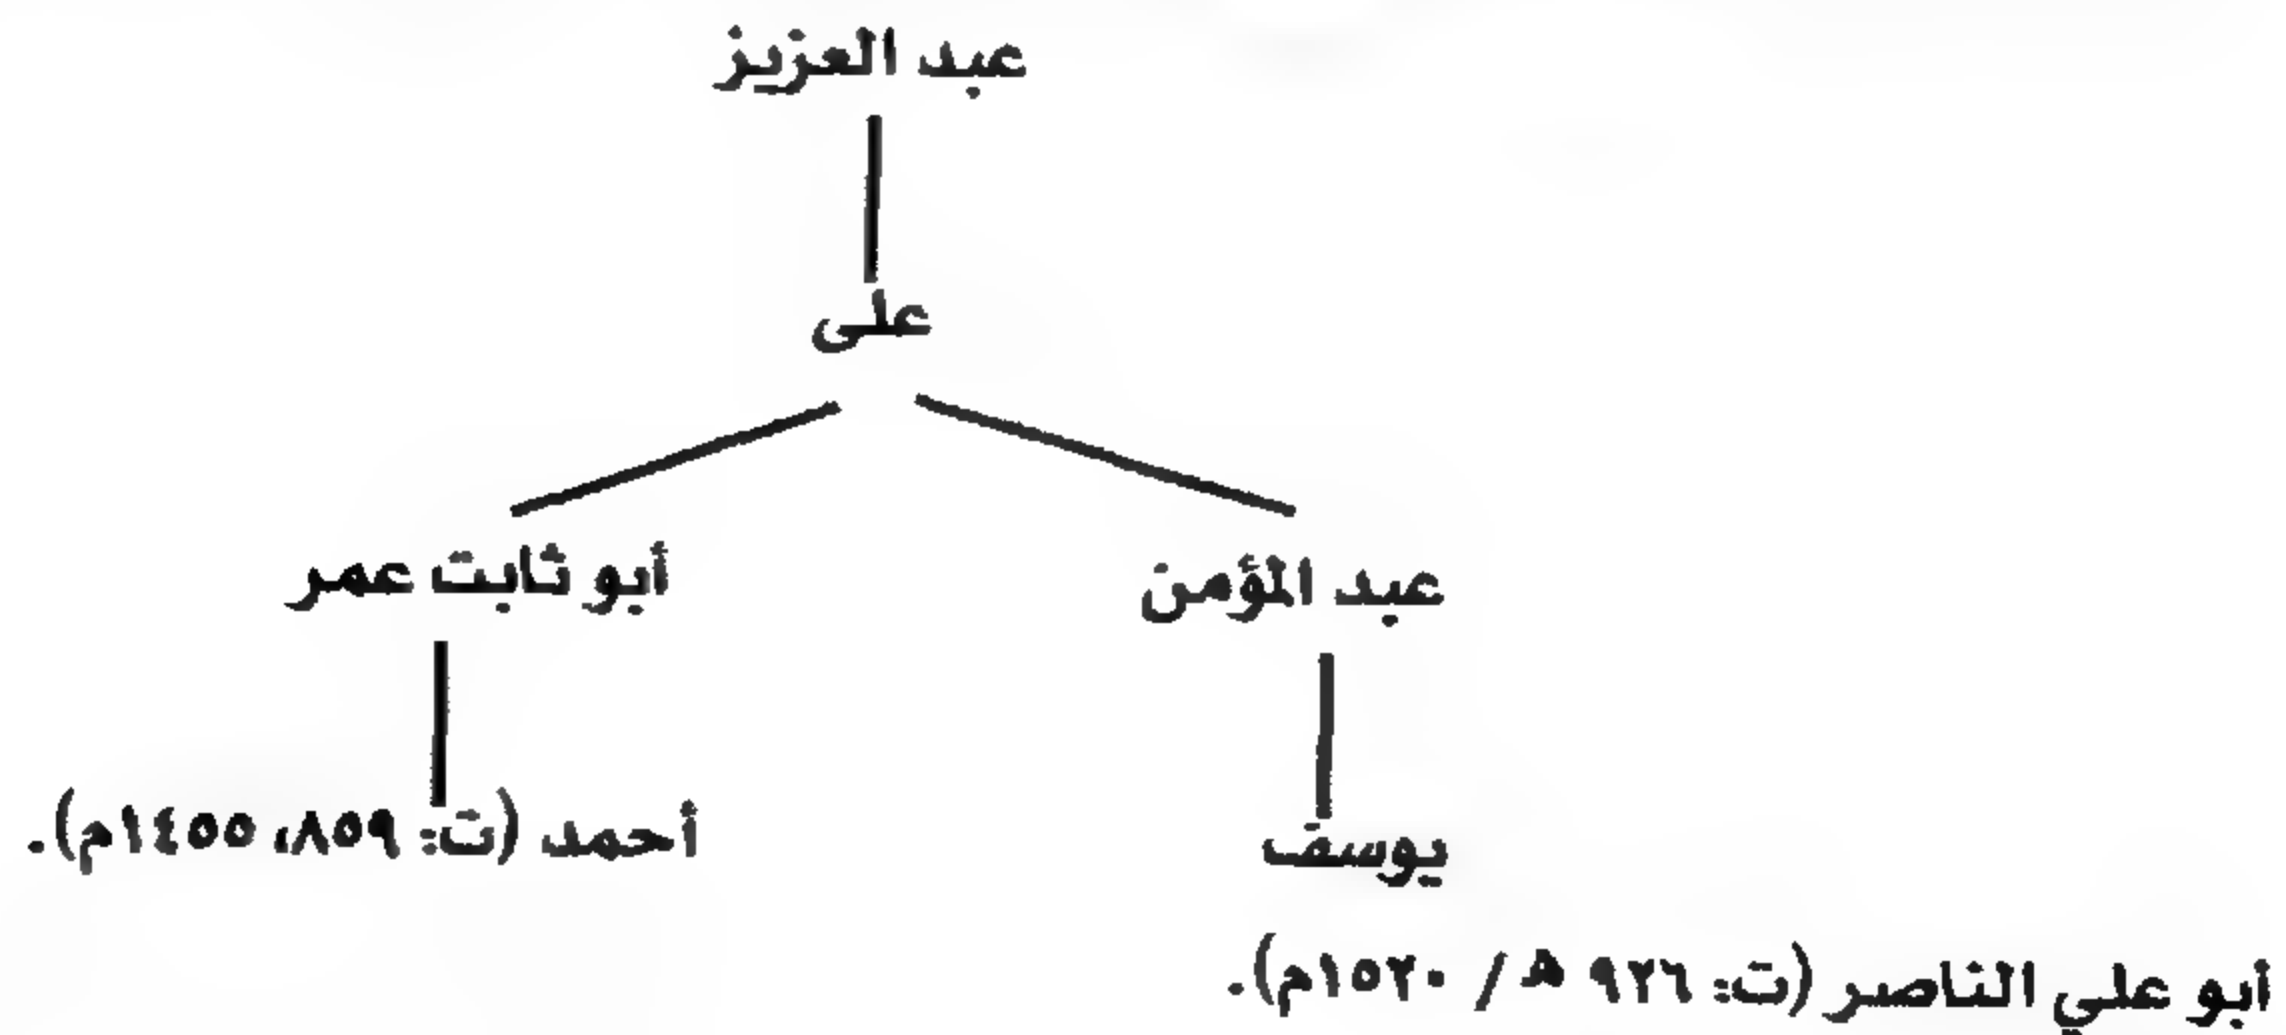 عبد العزيز
على
عبد المؤمن
أبو ثابت عمر
يوسف
أحمد (ت: ٨٥٩، ١٤٥٥م).
أبو علي الناصر (ت: ٩٢٦ هـ / ١٥٢٠م).